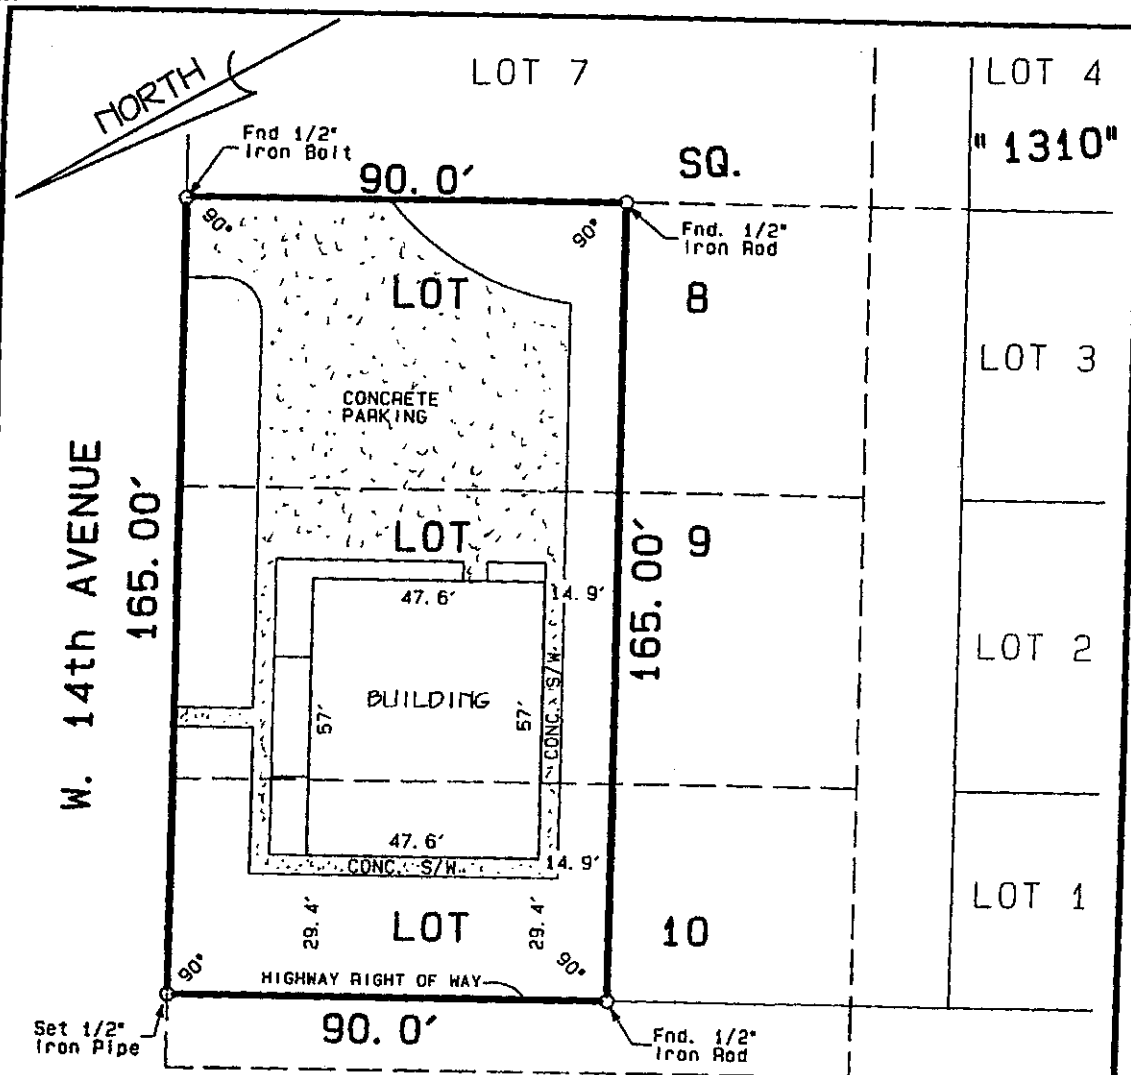 NORTH
LOT 7
LOT 4
Fnd 1/2"
Iron Bolt
90.0'
SQ.
"1310"
90°
90°
Fnd. 1/2"
Iron Rod
LOT
8
LOT 3
CONCRETE
PARKING
W. 14th AVENUE
165.00'
LOT
9
165.00'
47.6'
14.9'
LOT 2
BUILDING
57'
57'
CONC. S/W
47.6'
CONC. S/W
14.9'
LOT 1
29.4'
LOT
29.4'
10
90°
90°
HIGHWAY RIGHT OF WAY
Set 1/2"
Iron Pipe
90.0'
Fnd. 1/2"
Iron Rod